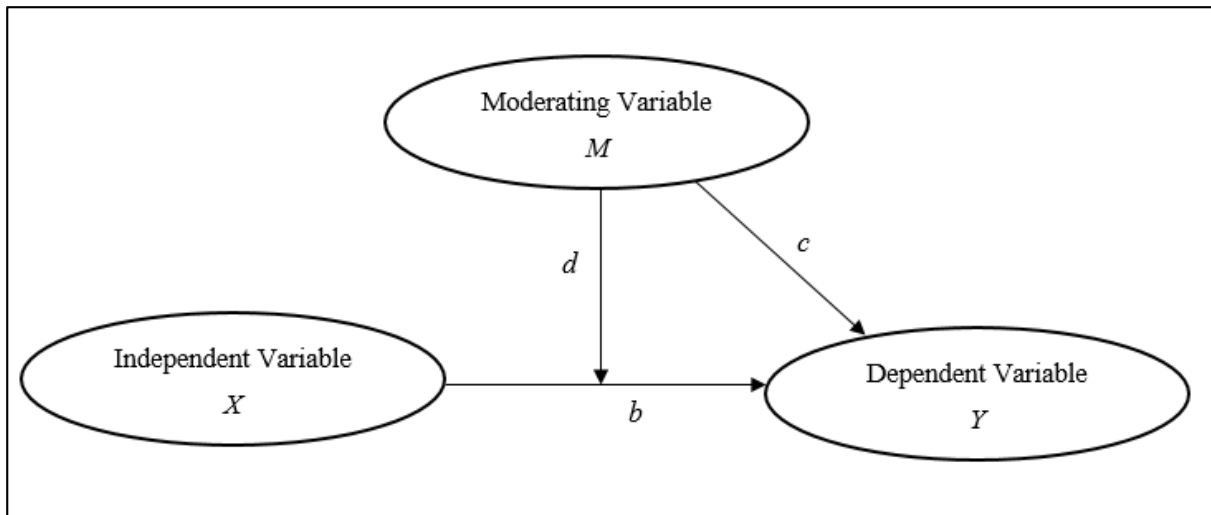 Moderating Variable
M
d
c
Independent Variable
X
b
Dependent Variable
Y